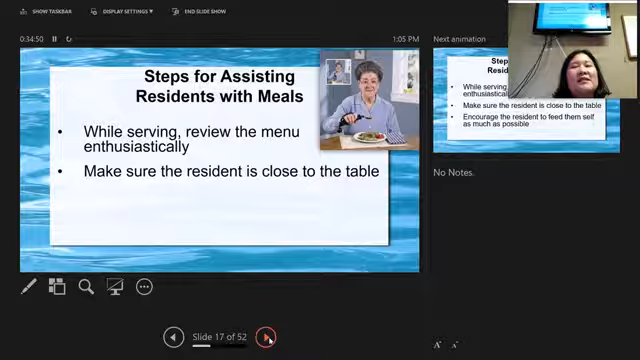 SHOW TASKBAR
DISPLAY SETTINGS ▼
END SLIDE SHOW
0:34:50
1:05 PM
Steps for Assisting
Residents with Meals
• While serving, review the menu
enthusiastically
• Make sure the resident is close to the table
Next animation
Step
Resid
While serving,
enthusiastical
Make sure the resident is close to the table
Encourage the resident to feed them self
as much as possible
No Notes.
Slide 17 of 52
A
A